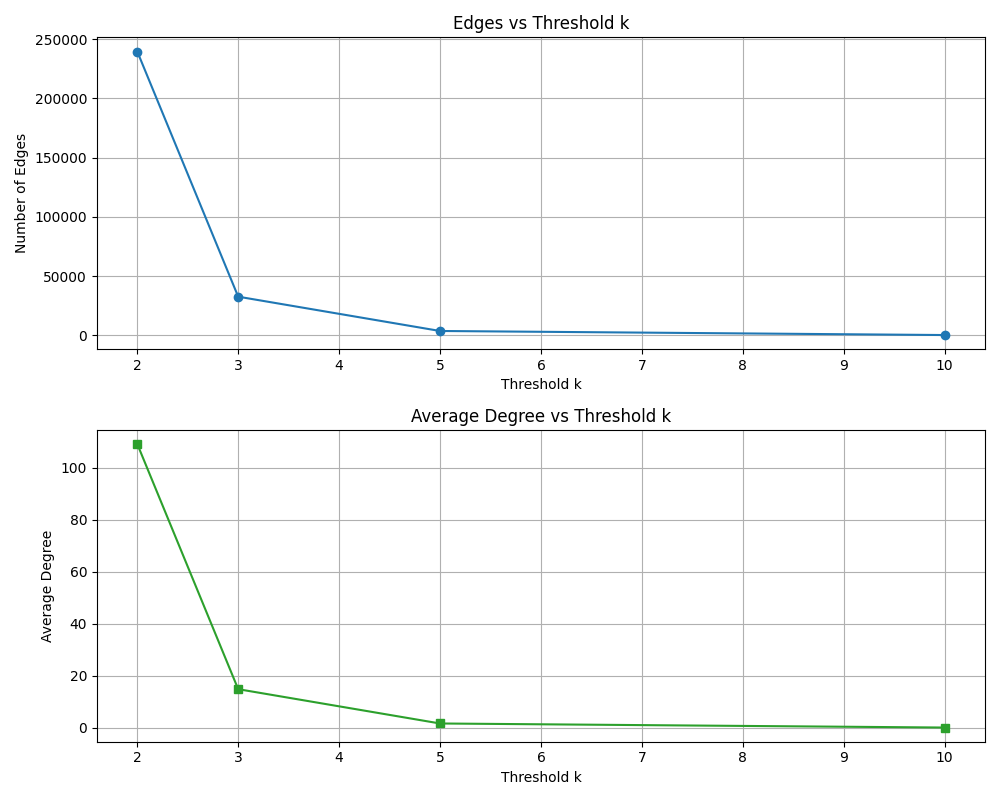 Edges vs Threshold k
Number of Edges
250000
200000
150000
100000
50000
0
2 3 4 5 6 7 8 9 10
Threshold k
Average Degree vs Threshold k
Average Degree
100
80
60
40
20
0
2 3 4 5 6 7 8 9 10
Threshold k